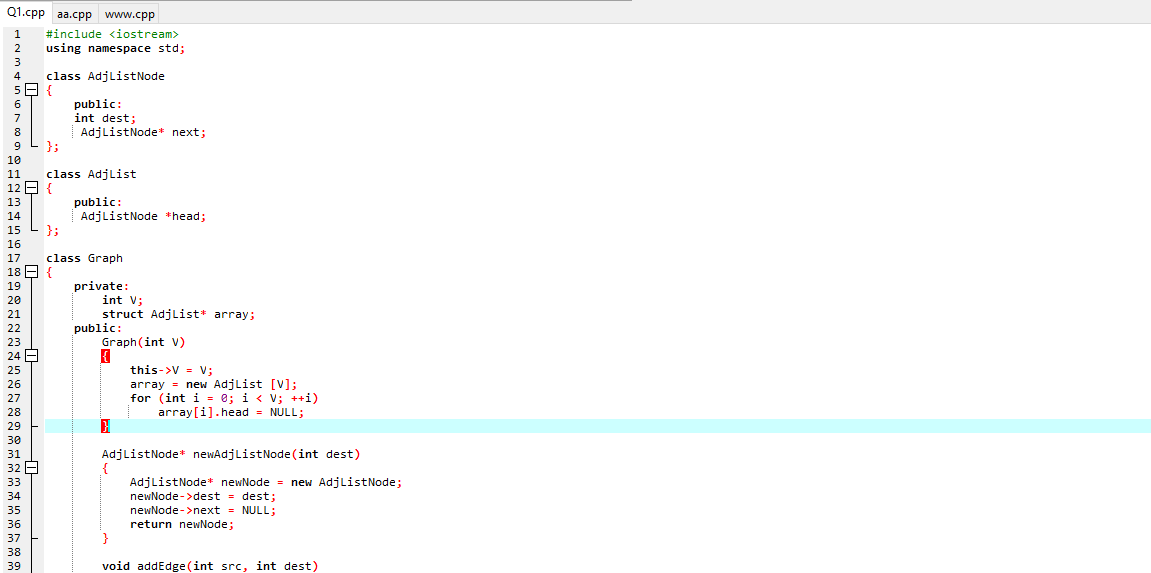 Q1.cpp aa.cpp www.cpp
1 #include <iostream>
2 using namespace std;
3
4 class AdjListNode
5 {
6 public:
7 int dest;
8 AdjListNode* next;
9 };
10
11 class AdjList
12 {
13 public:
14 AdjListNode *head;
15 };
16
17 class Graph
18 {
19 private:
20 int V;
21 struct AdjList* array;
22 public:
23 Graph(int V)
24 {
25 this->V = V;
26 array = new AdjList [V];
27 for (int i = 0; i < V; ++i)
28 array[i].head = NULL;
29 }
30
31 AdjListNode* newAdjListNode(int dest)
32 {
33 AdjListNode* newNode = new AdjListNode;
34 newNode->dest = dest;
35 newNode->next = NULL;
36 return newNode;
37 }
38
39 void addEdge(int src, int dest)